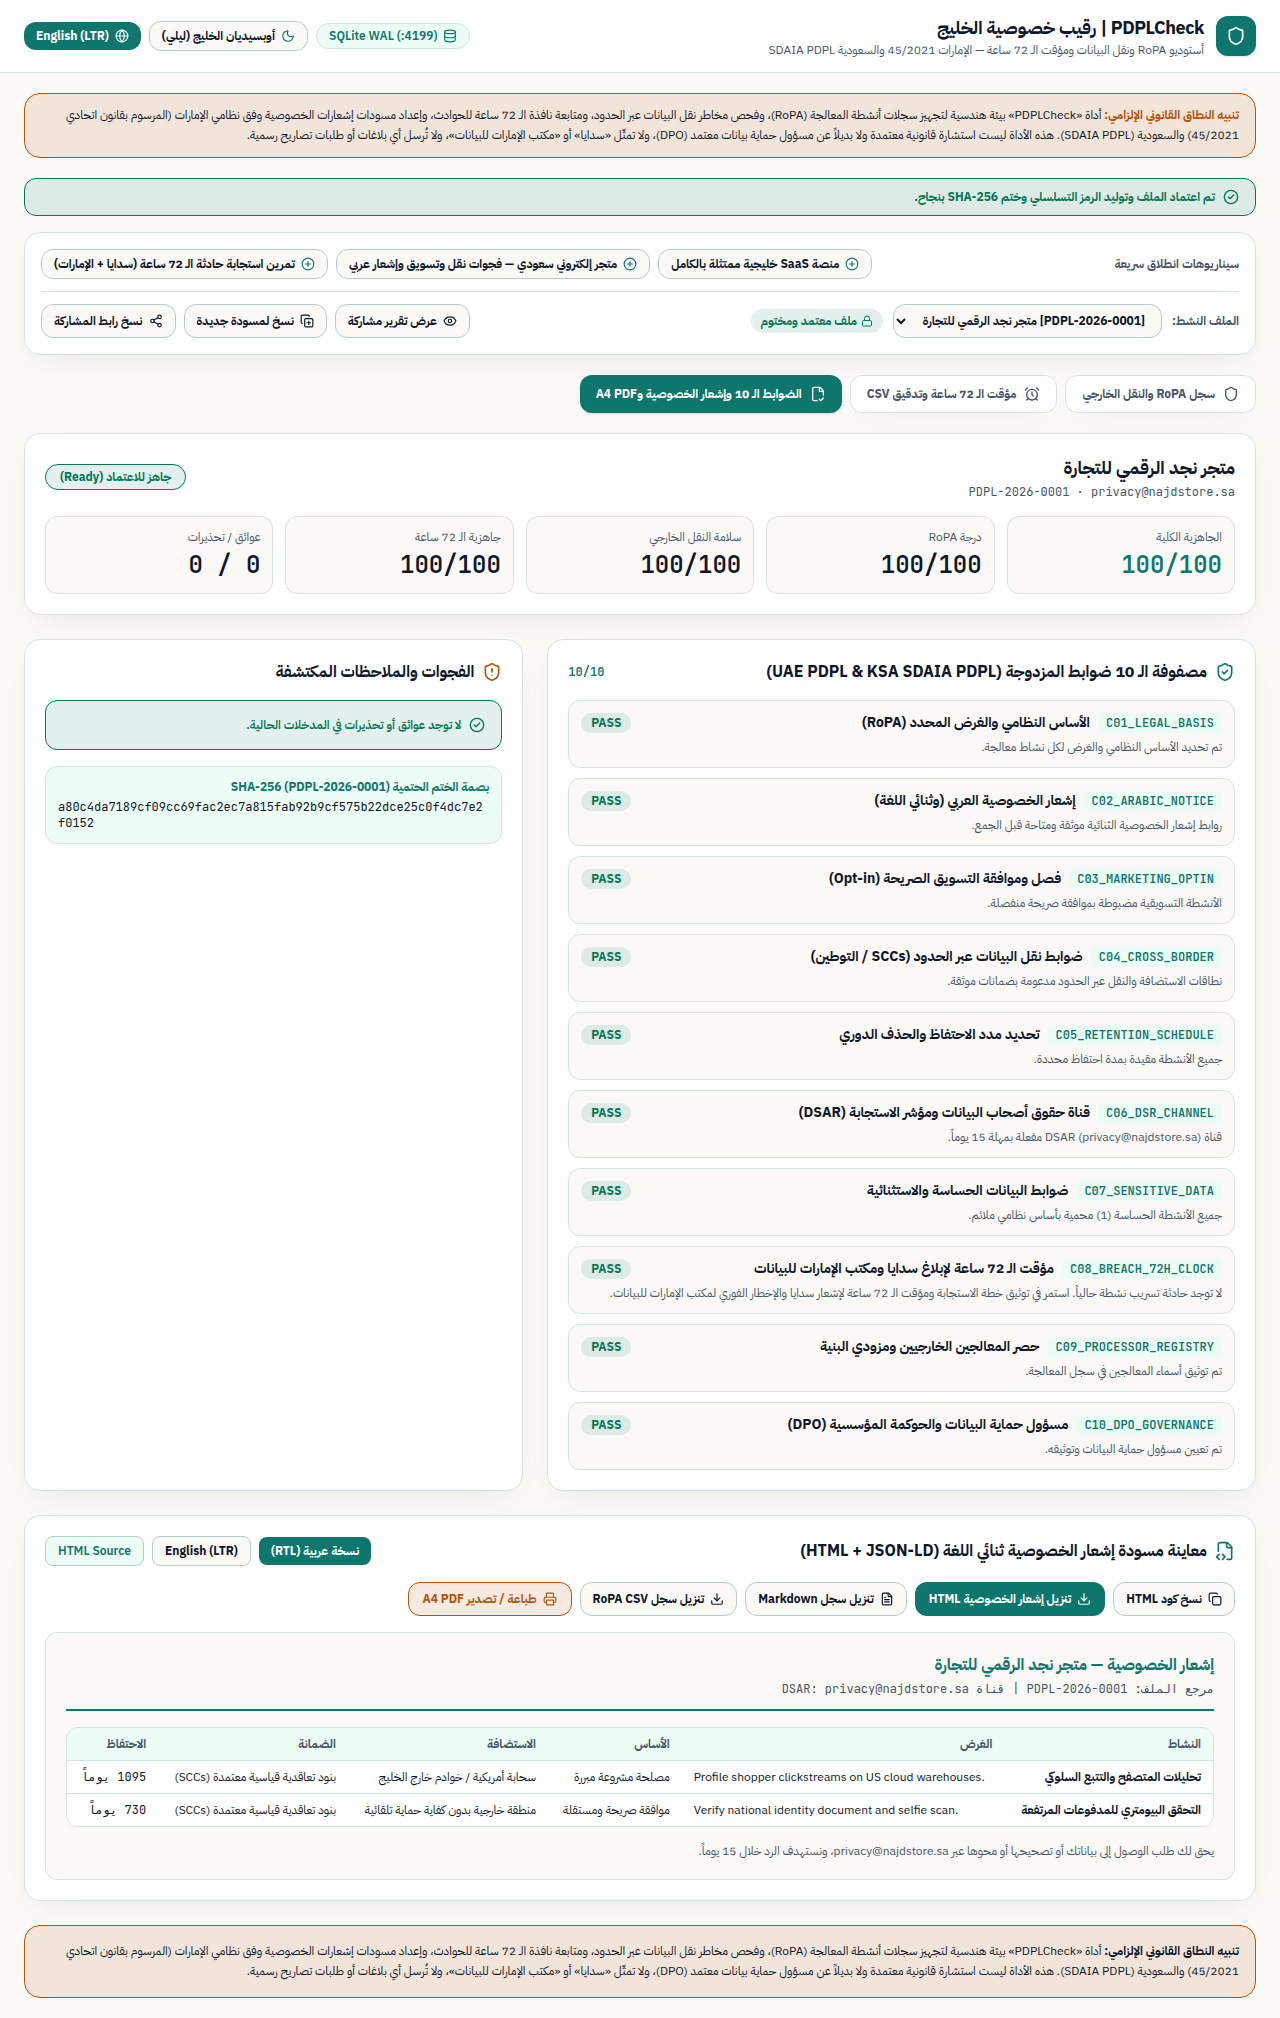 PDPLCheck | رقيب خصوصية الخليج
أستوديو RoPA ونقل البيانات ومؤقت الـ 72 ساعة — الإمارات 45/2021 والسعودية SDAIA PDPL
SQLite WAL (:4199)
أوبسيديان الخليج (ليلي)
English (LTR)
تنبيه النطاق القانوني الإلزامي: أداة «PDPLCheck» بيئة هندسية لتجهيز سجلات أنشطة المعالجة (RoPA)، وفحص مخاطر نقل البيانات عبر الحدود، ومتابعة نافذة الـ 72 ساعة للحوادث، وإعداد مسودات إشعارات الخصوصية وفق نظامي الإمارات (المرسوم بقانون اتحادي
45/2021) والسعودية (SDAIA PDPL). هذه الأداة ليست استشارة قانونية معتمدة ولا بديلاً عن مسؤول حماية بيانات معتمد (DPO)، ولا تمثّل «سدايا» أو «مكتب الإمارات للبيانات»، ولا تُرسل أي بلاغات أو طلبات تصاريح رسمية.
تم اعتماد الملف وتوليد الرمز التسلسلي وختم SHA-256 بنجاح.
سيناريوهات انطلاق سريعة
منصة SaaS خليجية ممتثلة بالكامل
متجر إلكتروني سعودي — فجوات نقل وتسويق وإشعار عربي
تمرين استجابة حادثة الـ 72 ساعة (سدايا + الإمارات)
الملف النشط:
[PDPL-2026-0001] متجر نجد الرقمي للتجارة
ملف معتمد ومختوم
عرض تقرير مشاركة
نسخ لمسودة جديدة
نسخ رابط المشاركة
سجل RoPA والنقل الخارجي
مؤقت الـ 72 ساعة وتدقيق CSV
الضوابط الـ 10 وإشعار الخصوصية وA4 PDF
متجر نجد الرقمي للتجارة
PDPL-2026-0001 · privacy@najdstore.sa
جاهز للاعتماد (Ready)
الجاهزية الكلية
100/100
درجة RoPA
100/100
سلامة النقل الخارجي
100/100
جاهزية الـ 72 ساعة
100/100
عوائق / تحذيرات
0 / 0
مصفوفة الـ 10 ضوابط المزدوجة (UAE PDPL & KSA SDAIA PDPL)
10/10
C01_LEGAL_BASIS الأساس النظامي والغرض المحدد (RoPA)
PASS
تم تحديد الأساس النظامي والغرض لكل نشاط معالجة.
C02_ARABIC_NOTICE إشعار الخصوصية العربي (وثنائي اللغة)
PASS
روابط إشعار الخصوصية الثنائية موثقة ومتاحة قبل الجمع.
C03_MARKETING_OPTIN فصل وموافقة التسويق الصريحة (Opt-in)
PASS
الأنشطة التسويقية مضبوطة بموافقة صريحة منفصلة.
C04_CROSS_BORDER ضوابط نقل البيانات عبر الحدود (SCCs / التوطين)
PASS
نطاقات الاستضافة والنقل عبر الحدود مدعومة بضمانات موثقة.
C05_RETENTION_SCHEDULE تحديد مدد الاحتفاظ والحذف الدوري
PASS
جميع الأنشطة مقيدة بمدة احتفاظ محددة.
C06_DSR_CHANNEL قناة حقوق أصحاب البيانات ومؤشر الاستجابة (DSAR)
PASS
قناة DSAR (privacy@najdstore.sa) مفعلة بمهلة 15 يوماً.
C07_SENSITIVE_DATA ضوابط البيانات الحساسة والاستثنائية
PASS
جميع الأنشطة الحساسة (1) محمية بأساس نظامي ملائم.
C08_BREACH_72H_CLOCK مؤقت الـ 72 ساعة لإبلاغ سدايا ومكتب الإمارات للبيانات
PASS
لا توجد حادثة تسريب نشطة حالياً. استمر في توثيق خطة الاستجابة ومؤقت الـ 72 ساعة لإشعار سدايا والإخطار الفوري لمكتب الإمارات للبيانات.
C09_PROCESSOR_REGISTRY حصر المعالجين الخارجيين ومزودي البنية
PASS
تم توثيق أسماء المعالجين في سجل المعالجة.
C10_DPO_GOVERNANCE مسؤول حماية البيانات والحوكمة المؤسسية (DPO)
PASS
تم تعيين مسؤول حماية البيانات وتوثيقه.
الفجوات والملاحظات المكتشفة
لا توجد عوائق أو تحذيرات في المدخلات الحالية.
بصمة الختم الحتمية SHA-256 (PDPL-2026-0001)
a80c4da7189cf09cc69fac2ec7a815fab92b9cf575b22dce25c0f4dc7e2
f0152
معاينة مسودة إشعار الخصوصية ثنائي اللغة (HTML + JSON-LD)
نسخة عربية (RTL)
English (LTR)
HTML Source
نسخ كود HTML
تنزيل إشعار الخصوصية HTML
تنزيل سجل Markdown
تنزيل سجل RoPA CSV
طباعة / تصدير A4 PDF
إشعار الخصوصية — متجر نجد الرقمي للتجارة
مرجع الملف: PDPL-2026-0001 | قناة DSAR: privacy@najdstore.sa
النشاط الغرض الأساس الاستضافة الضمانة الاحتفاظ
تحليلات المتصفح والتتبع السلوكي Profile shopper clickstreams on US cloud warehouses. مصلحة مشروعة مبررة سحابة أمريكية / خوادم خارج الخليج بنود تعاقدية قياسية معتمدة (SCCs) 1095 يوماً
التحقق البيومتري للمدفوعات المرتفعة Verify national identity document and selfie scan. موافقة صريحة ومستقلة منطقة خارجية بدون كفاية حماية تلقائية بنود تعاقدية قياسية معتمدة (SCCs) 730 يوماً
يحق لك طلب الوصول إلى بياناتك أو تصحيحها أو محوها عبر privacy@najdstore.sa، ونستهدف الرد خلال 15 يوماً.
تنبيه النطاق القانوني الإلزامي: أداة «PDPLCheck» بيئة هندسية لتجهيز سجلات أنشطة المعالجة (RoPA)، وفحص مخاطر نقل البيانات عبر الحدود، ومتابعة نافذة الـ 72 ساعة للحوادث، وإعداد مسودات إشعارات الخصوصية وفق نظامي الإمارات (المرسوم بقانون اتحادي
45/2021) والسعودية (SDAIA PDPL). هذه الأداة ليست استشارة قانونية معتمدة ولا بديلاً عن مسؤول حماية بيانات معتمد (DPO)، ولا تمثّل «سدايا» أو «مكتب الإمارات للبيانات»، ولا تُرسل أي بلاغات أو طلبات تصاريح رسمية.